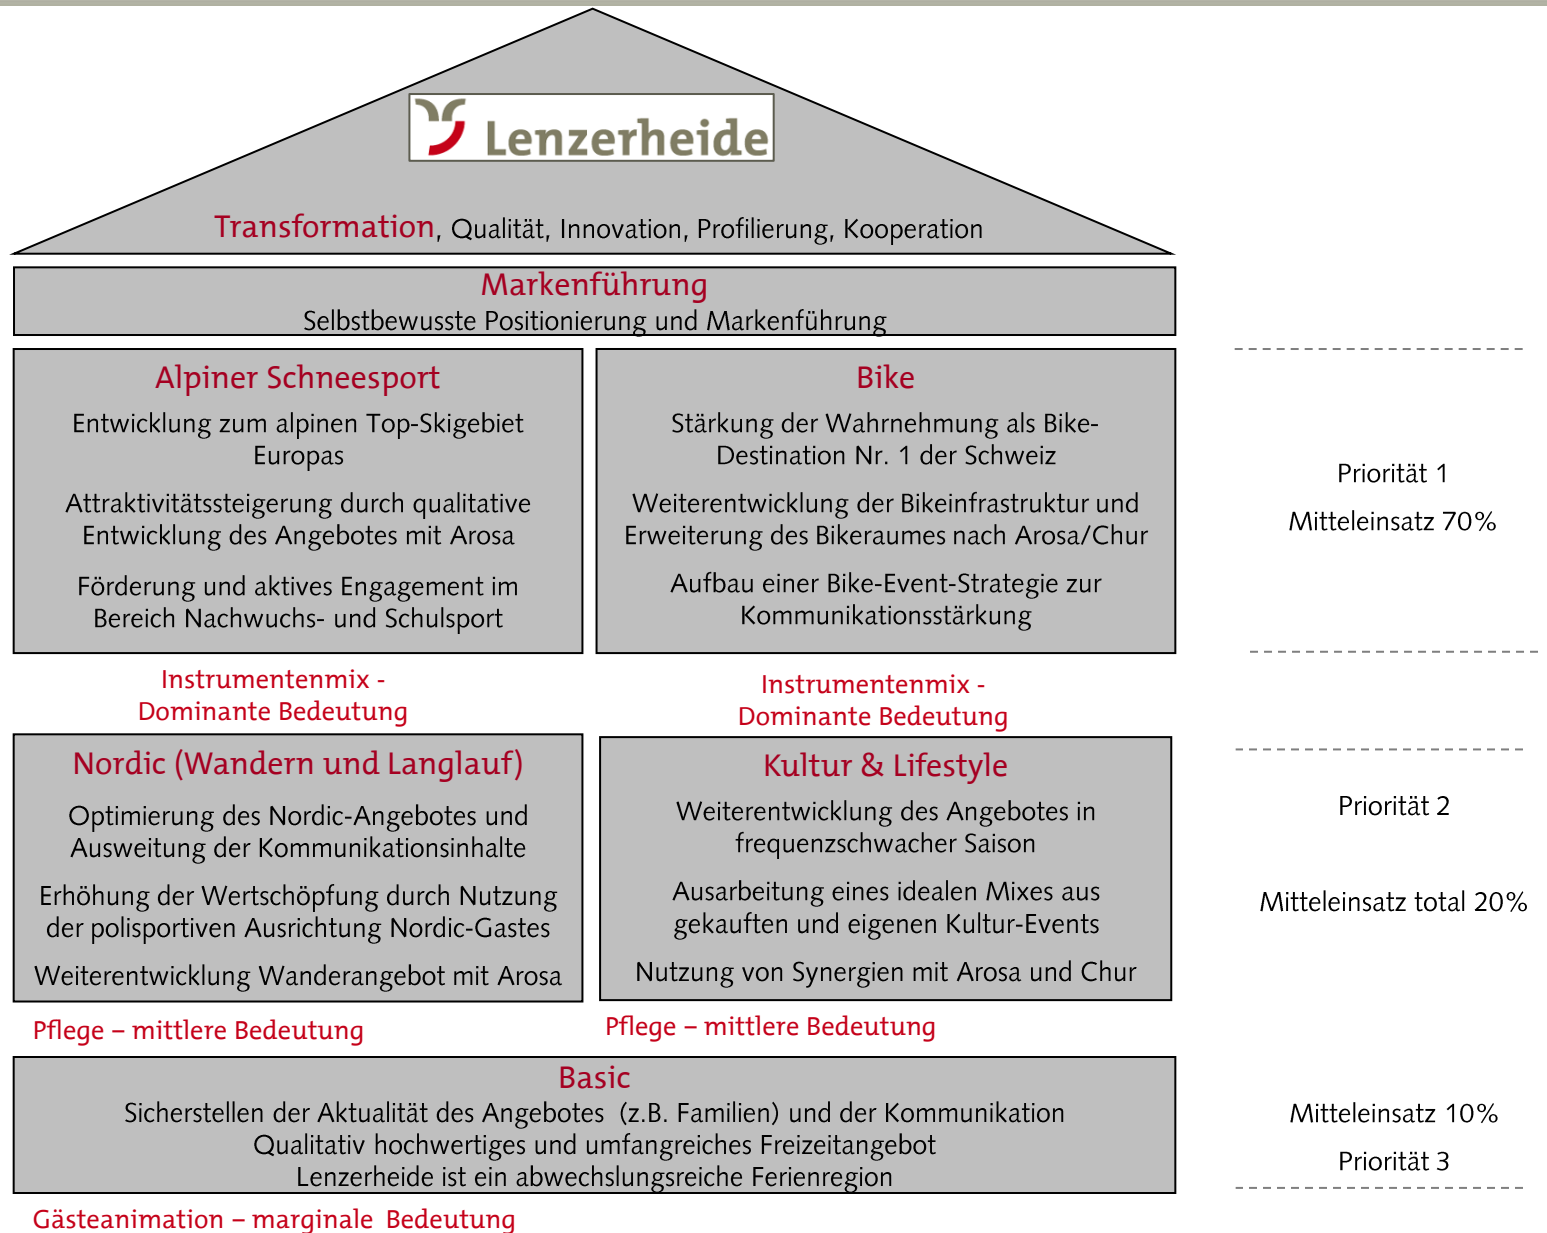 Lenzerheide
Transformation, Qualität, Innovation, Profilierung, Kooperation
Markenführung
Selbstbewusste Positionierung und Markenführung
Alpiner Schneesport
Entwicklung zum alpinen Top-Skigebiet
Europas
Attraktivitätssteigerung durch qualitative
Entwicklung des Angebotes mit Arosa
Förderung und aktives Engagement im
Bereich Nachwuchs- und Schulsport
Bike
Stärkung der Wahrnehmung als Bike-
Destination Nr. 1 der Schweiz
Weiterentwicklung der Bikeinfrastruktur und
Erweiterung des Bikeraumes nach Arosa/Chur
Aufbau einer Bike-Event-Strategie zur
Kommunikationsstärkung
Priorität 1
Mitteleinsatz 70%
Instrumentenmix -
Dominante Bedeutung
Instrumentenmix -
Dominante Bedeutung
Nordic (Wandern und Langlauf)
Optimierung des Nordic-Angebotes und
Ausweitung der Kommunikationsinhalte
Erhöhung der Wertschöpfung durch Nutzung
der polisportiven Ausrichtung Nordic-Gastes
Weiterentwicklung Wanderangebot mit Arosa
Kultur & Lifestyle
Weiterentwicklung des Angebotes in
frequenzschwacher Saison
Ausarbeitung eines idealen Mixes aus
gekauften und eigenen Kultur-Events
Nutzung von Synergien mit Arosa und Chur
Priorität 2
Mitteleinsatz total 20%
Pflege – mittlere Bedeutung
Pflege – mittlere Bedeutung
Basic
Sicherstellen der Aktualität des Angebotes (z.B. Familien) und der Kommunikation
Qualitativ hochwertiges und umfangreiches Freizeitangebot
Lenzerheide ist ein abwechslungsreiche Ferienregion
Mitteleinsatz 10%
Priorität 3
Gästeanimation – marginale Bedeutung